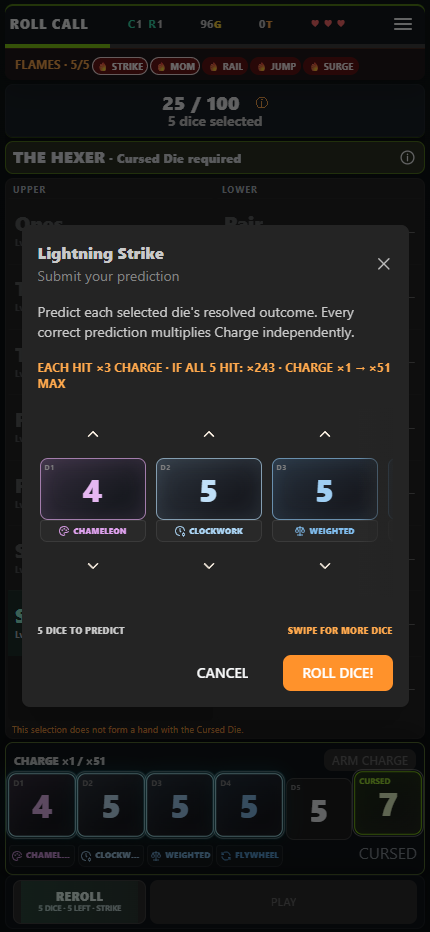 ROLL CALL C1 R1 96G 0T
FLAMES · 5/5 STRIKE MOM RAIL JUMP SURGE
25 / 100
5 dice selected
THE HEXER · Cursed Die required
UPPER LOWER
Ones Pair
Lightning Strike
Submit your prediction
Predict each selected die's resolved outcome. Every
correct prediction multiplies Charge independently.
EACH HIT ×3 CHARGE · IF ALL 5 HIT: ×243 · CHARGE ×1 → ×51
MAX
D1 D2 D3
4 5 5
CHAMELEON CLOCKWORK WEIGHTED
5 DICE TO PREDICT SWIPE FOR MORE DICE
CANCEL ROLL DICE!
This selection does not form a hand with the Cursed Die.
CHARGE ×1 / ×51 ARM CHARGE
D1 D2 D3 D4 D5 CURSED
4 5 5 5 5 7
CHAMEL... CLOCKW... WEIGHTED FLYWHEEL CURSED
REROLL PLAY
5 DICE · 5 LEFT · STRIKE